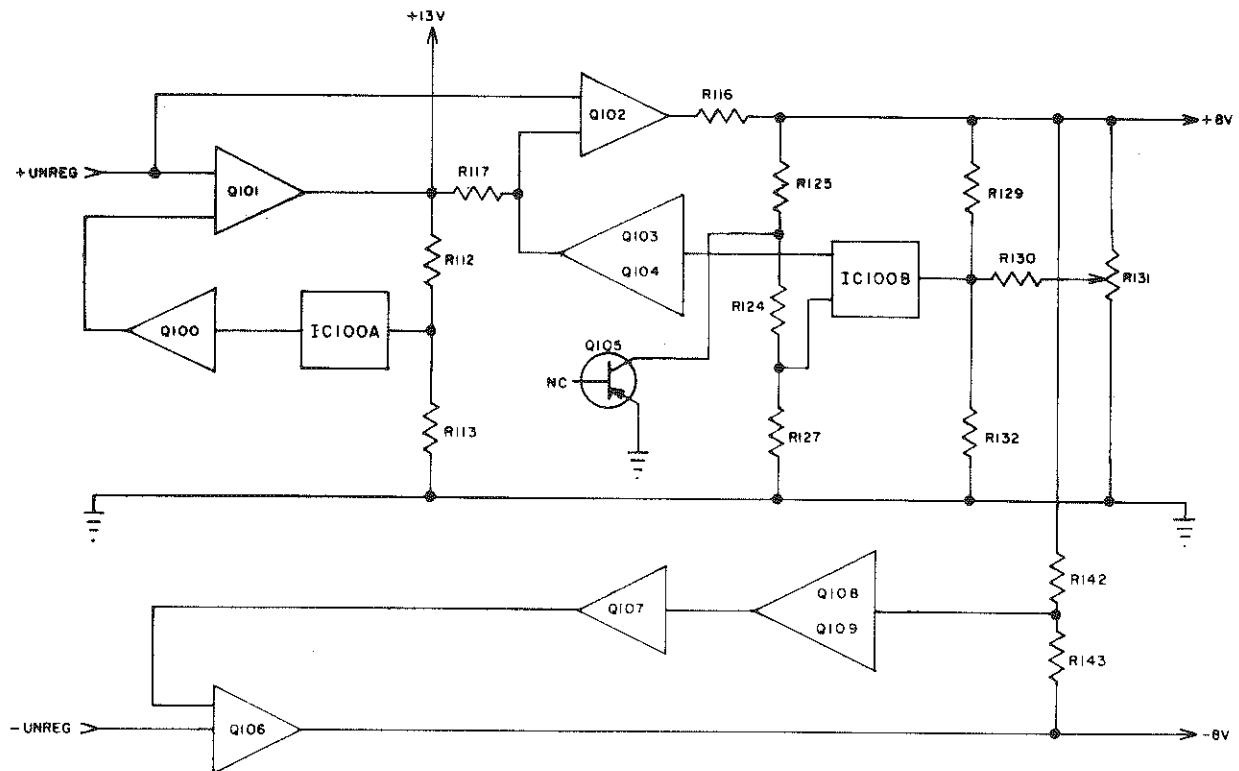 +13V
R116
Q102
+8V
+UNREG
Q101
R117
R125
R129
Q103
Q104
R112
R130
R131
IC100B
R124
Q100
IC100A
Q105
NC
R113
R127
R132
R142
Q107
Q108
Q109
R143
-UNREG
Q106
-8V